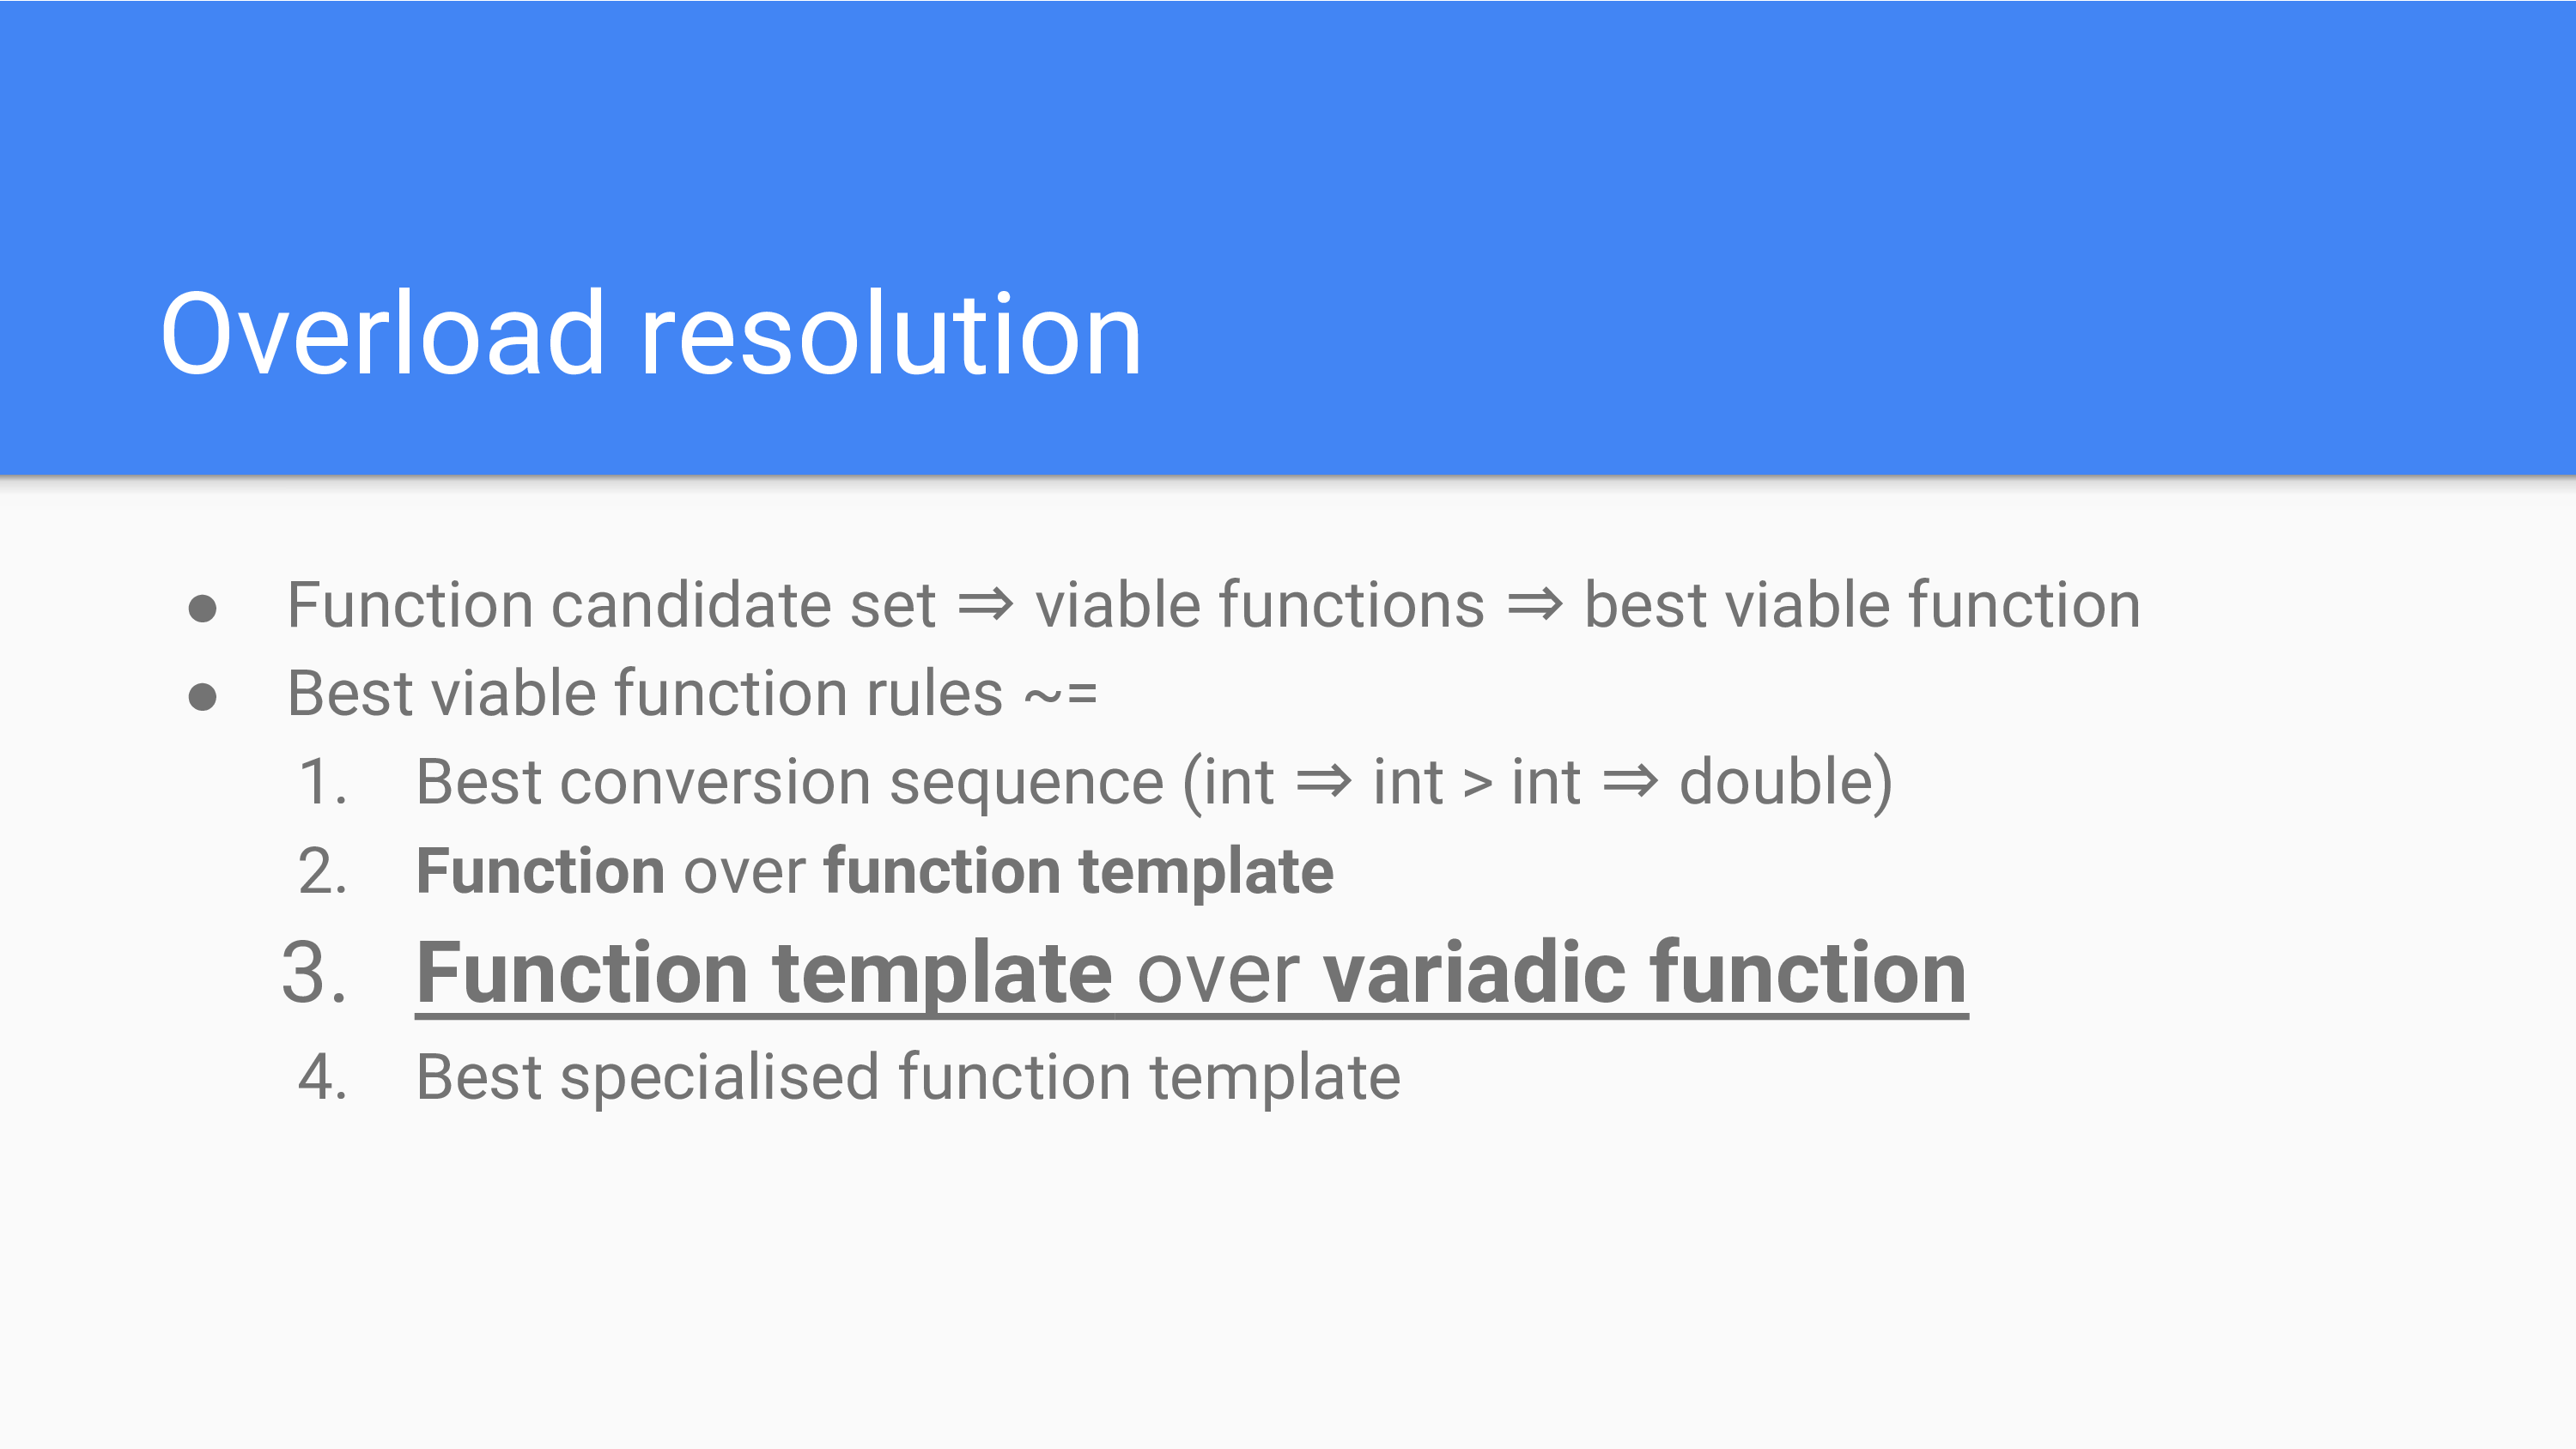 Overload resolution
● Function candidate set ⇒ viable functions ⇒ best viable function
● Best viable function rules ~=
1. Best conversion sequence (int ⇒ int > int ⇒ double)
2. Function over function template
3. Function template over variadic function
4. Best specialised function template